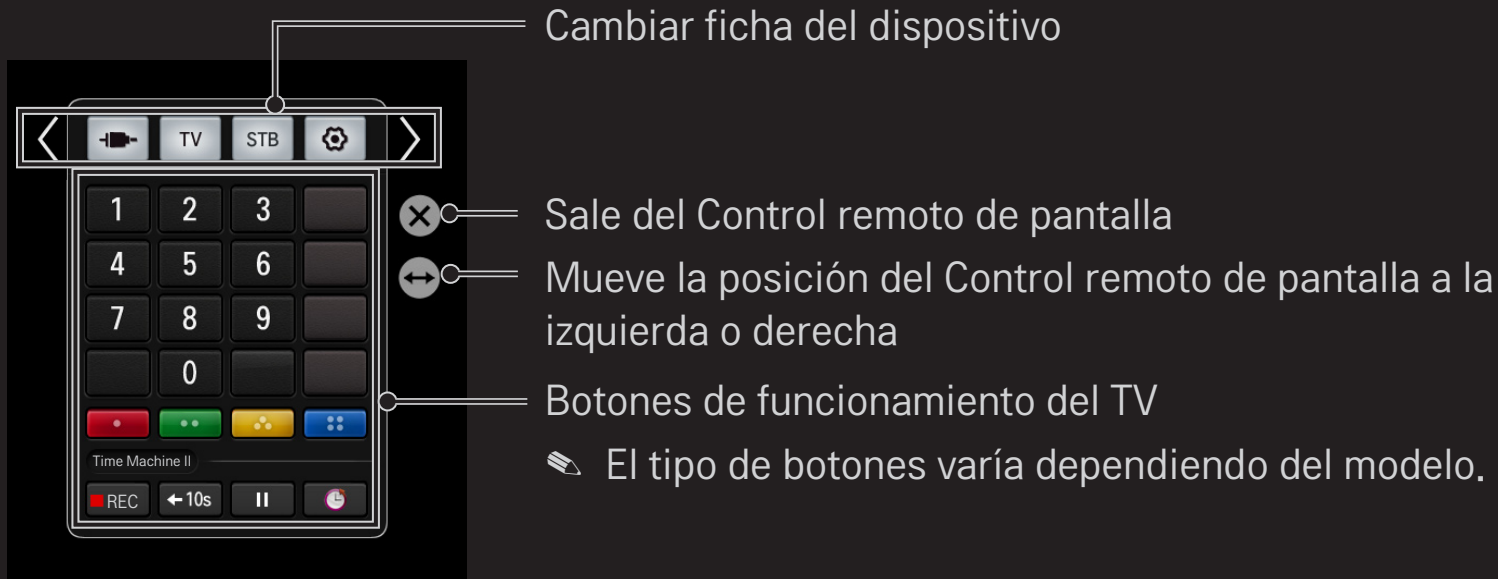 Cambiar ficha del dispositivo
TV STB
1 2 3
Sale del Control remoto de pantalla
4 5 6
Mueve la posición del Control remoto de pantalla a la
izquierda o derecha
7 8 9
0
Botones de funcionamiento del TV
Time Machine II
✎ El tipo de botones varía dependiendo del modelo.
REC ←10s